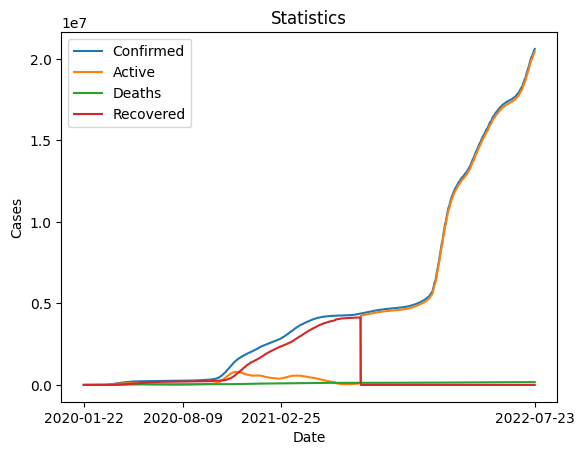 Statistics
1e7
Confirmed
Active
Deaths
Recovered
2.0
1.5
1.0
0.5
0.0
Cases
2020-01-22 2020-08-09 2021-02-25 2022-07-23
Date